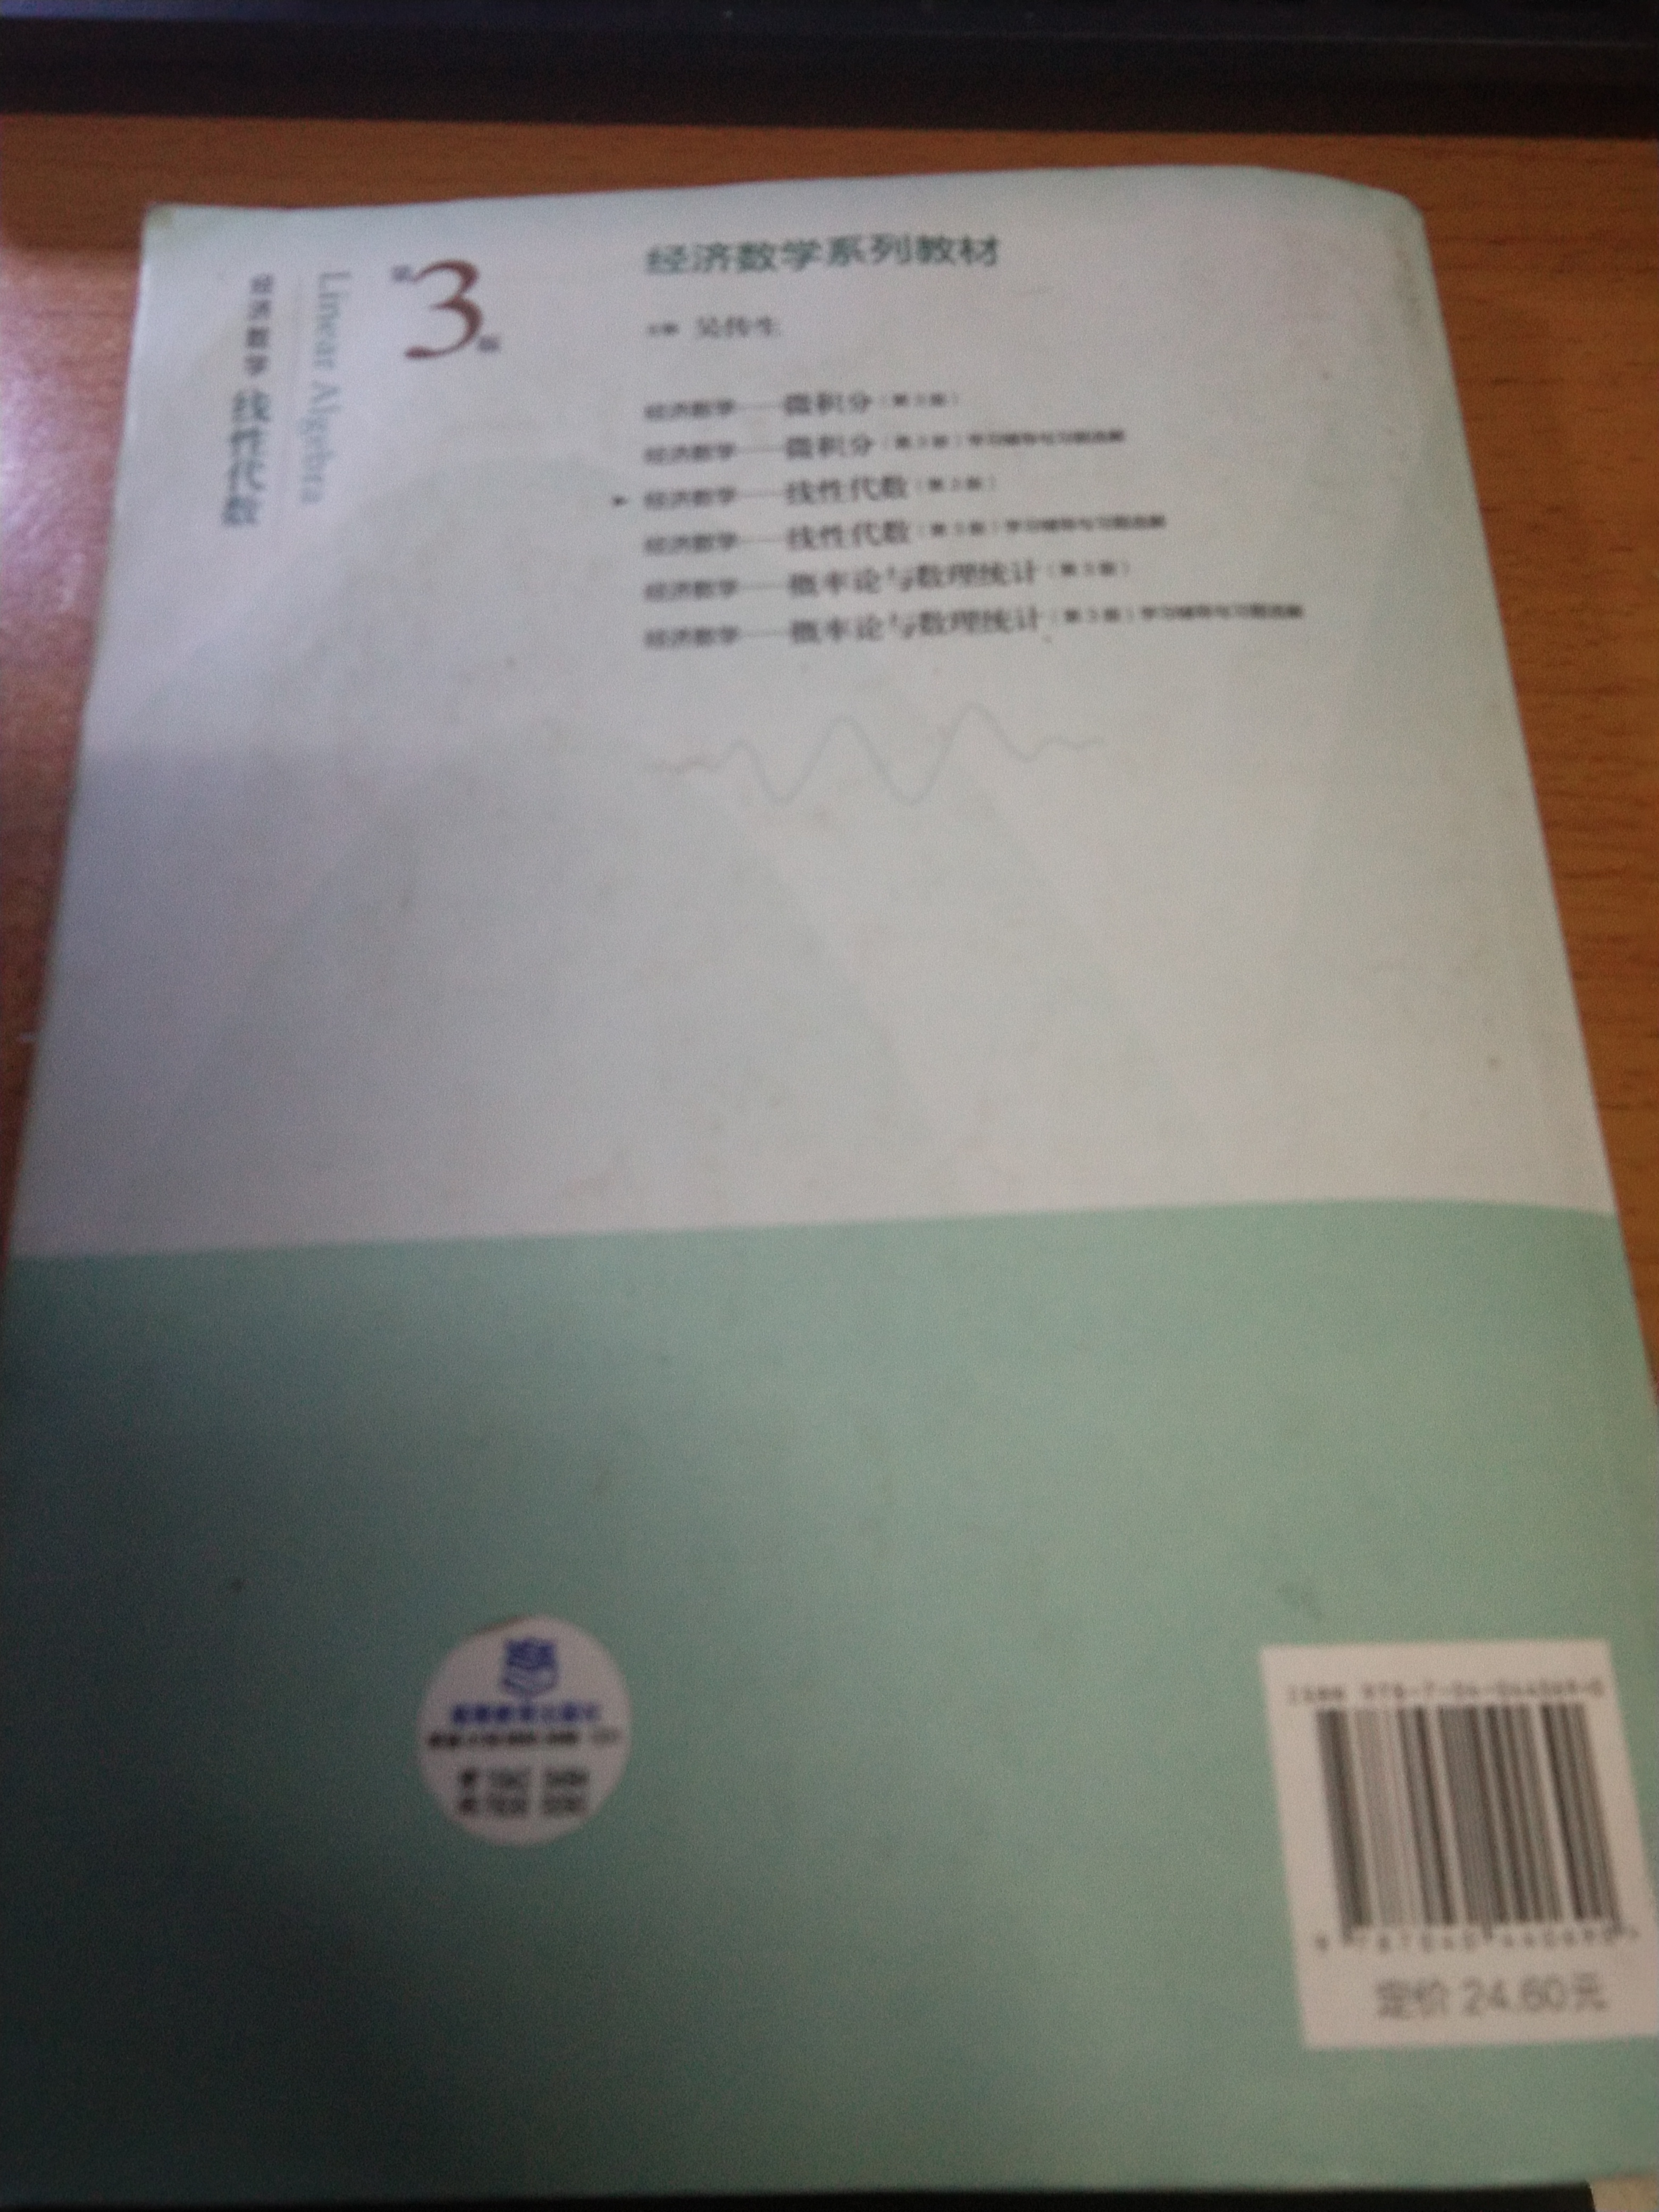 经济数学 线性代数
Linear Algebra
第3版
经济数学系列教材
主编 吴传生
经济数学——微积分（第3版）
经济数学——微积分（第3版）学习辅导与习题选解
经济数学——线性代数
经济数学——线性代数（第3版）学习辅导与习题选解
经济数学——概率论与数理统计（第3版）
经济数学——概率论与数理统计（第3版）学习辅导与习题选解
高等教育出版社
ISBN 978-7-04-
定价 24.60元